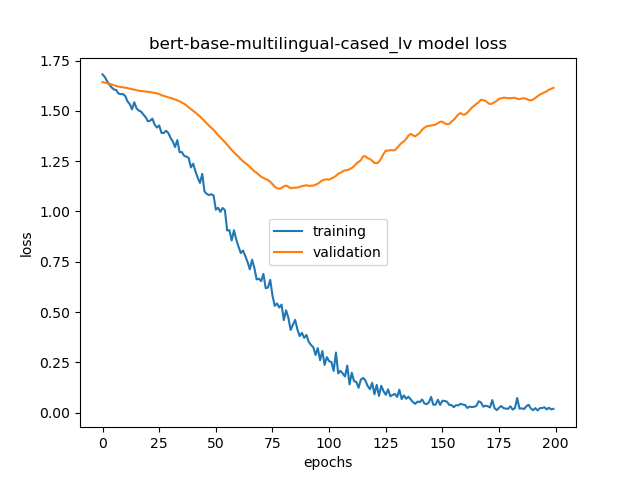 bert-base-multilingual-cased_lv model loss
loss
1.75
1.50
1.25
1.00
0.75
0.50
0.25
0.00
training
validation
0 25 50 75 100 125 150 175 200
epochs